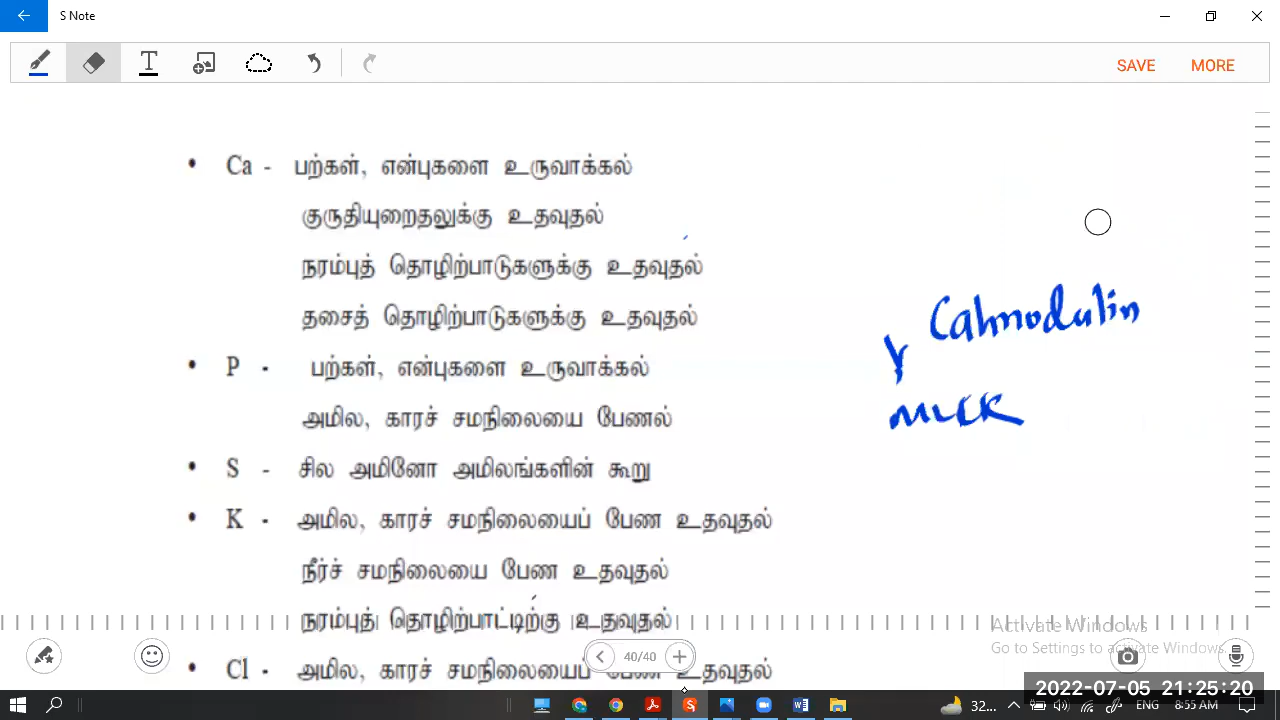 S Note
T
SAVE
MORE
• Ca - பற்கள், என்புகளை உருவாக்கல்
குருதியுறைதலுக்கு உதவுதல்
நரம்புத் தொழிற்பாடுகளுக்கு உதவுதல்
தசைத் தொழிற்பாடுகளுக்கு உதவுதல்
Calmodulin
• P - பற்கள், என்புகளை உருவாக்கல்
அமில, காரச் சமநிலையை பேணல்
MLCK
• S - சில அமினோ அமிலங்களின் கூறு
• K - அமில, காரச் சமநிலையைப் பேண உதவுதல்
நீர்ச் சமநிலையை பேண உதவுதல்
நரம்புத் தொழிற்பாட்டிற்கு உதவுதல்
Activate Windows
Go to Settings to activate Windows.
40/40
• Cl - அமில, காரச் சமநிலையைப் பேண உதவுதல்
2022-07-05 21:25:20
32...
ENG
8:55 AM